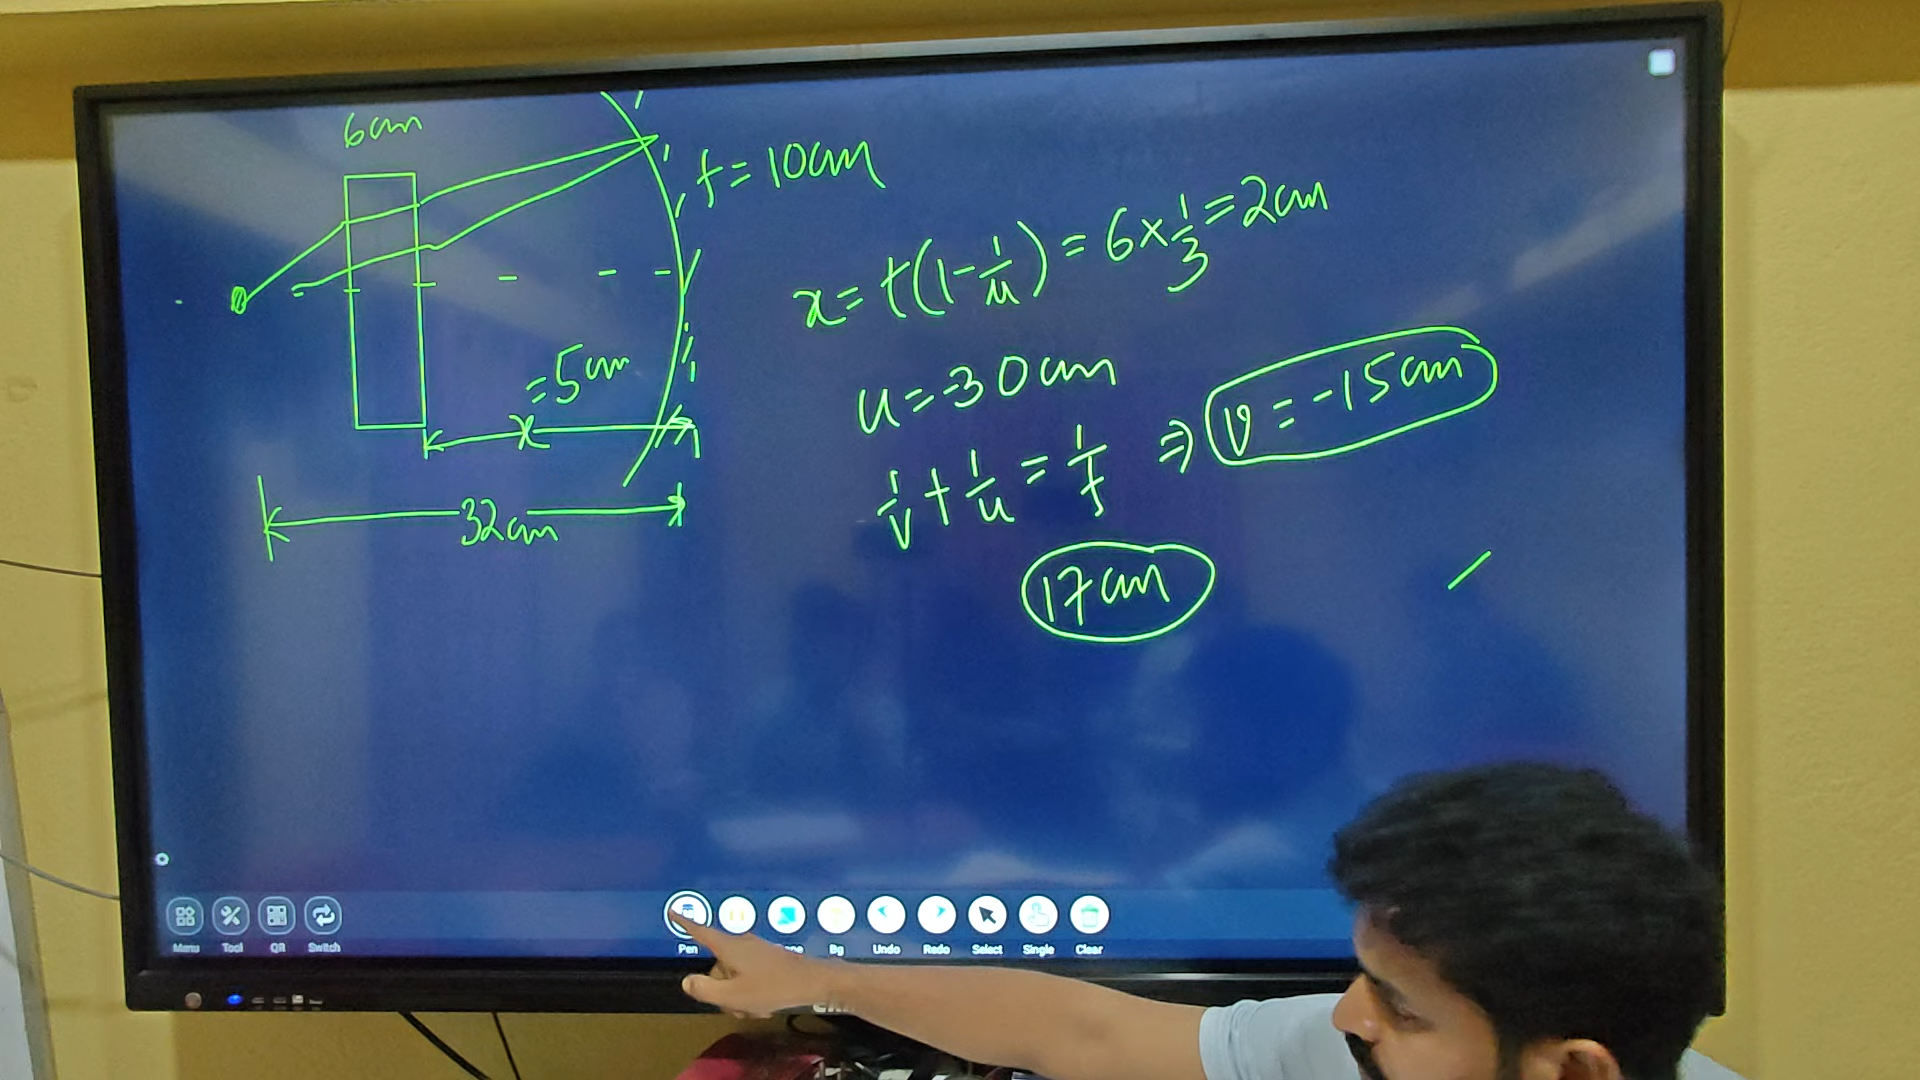 6cm
f = 10cm
x = t(1 - 1/μ) = 6 × 1/3 = 2cm
= 5cm
x
u = -30cm
v = -15cm
1/v + 1/u = 1/f ⇒
32cm
17cm
Menu Tool QR Switch Pen Bg Undo Redo Select Single Clear